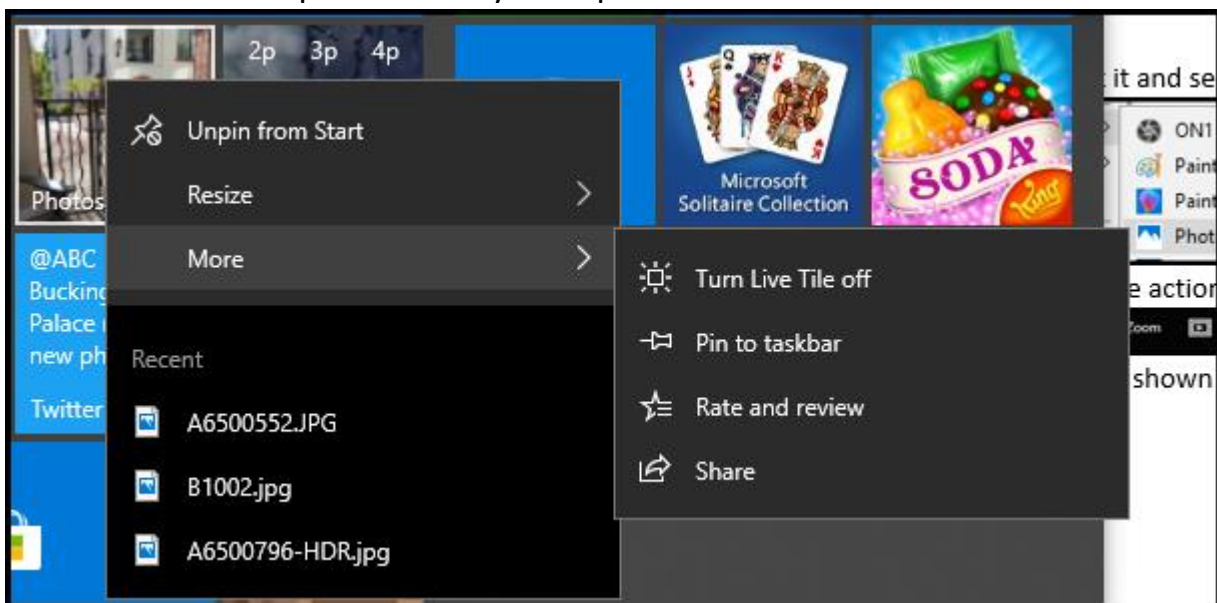 2p 3p 4p
it and se
Unpin from Start
ON1
Paint
Microsoft
Solitaire Collection
SODA
King
Paint
Photos
Resize
Phot
@ABC
Bucking
Palace
new ph
More
Turn Live Tile off
e action
Zoom
Pin to taskbar
Recent
shown
Twitter
A6500552.JPG
Rate and review
B1002.jpg
Share
A6500796-HDR.jpg